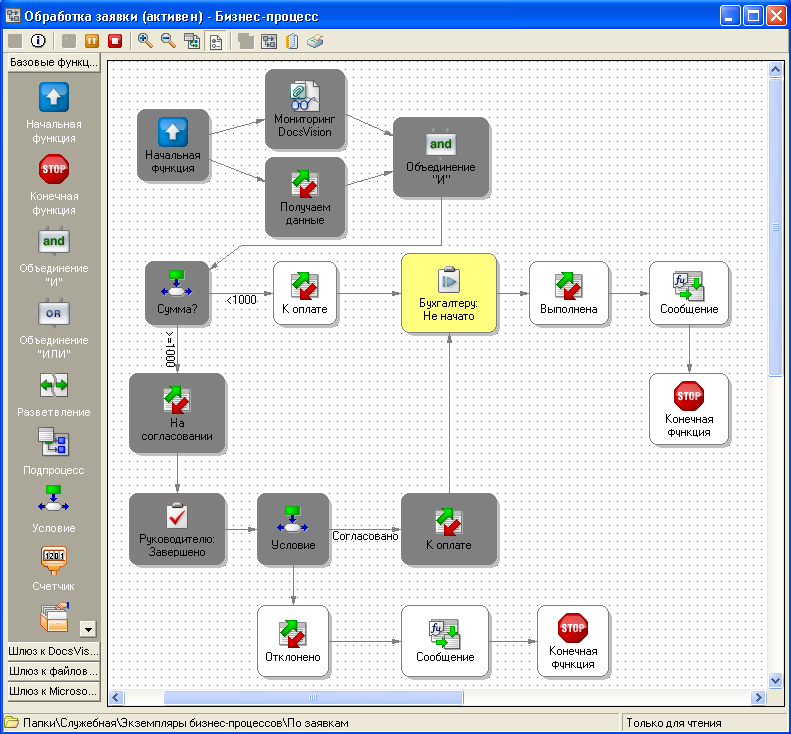 Обработка заявки (активен) - Бизнес-процесс
Базовые функц...
Начальная
функция
STOP
Конечная
функция
and
Объединение
"И"
OR
Объединение
"ИЛИ"
Разветвление
Подпроцесс
Условие
1201
Счетчик
Шлюз к DocsVis...
Шлюз к файлов...
Шлюз к Microso...
Начальная
функция
Мониторинг
DocsVision
Получаем
данные
and
Объединение
"И"
Сумма?
<1000
К оплате
Бухгалтеру:
Не начато
Выполнена
Сообщение
>=1000
На
согласовании
STOP
Конечная
функция
Руководителю:
Завершено
Условие
Согласовано
К оплате
Отклонено
Сообщение
STOP
Конечная
функция
Папки\Служебная\Экземпляры бизнес-процессов\По заявкам
Только для чтения